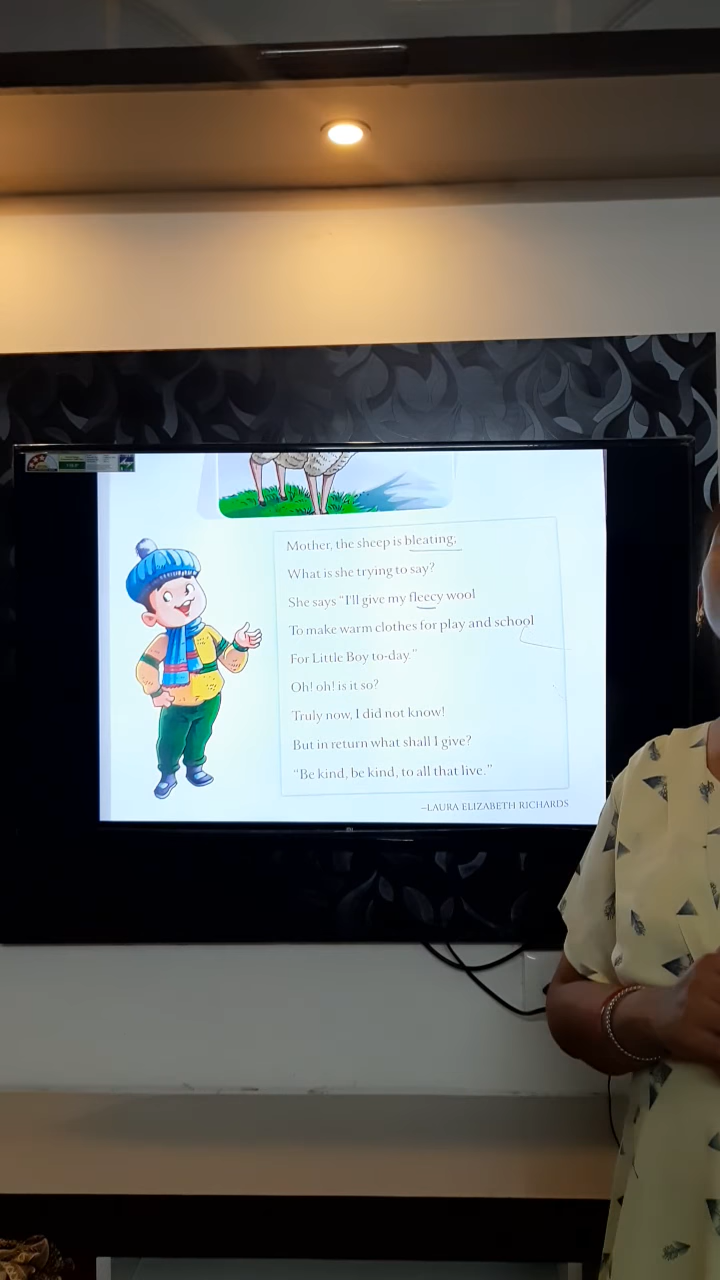 Mother, the sheep is bleating;
What is she trying to say?
She says "I'll give my fleecy wool
To make warm clothes for play and school
For Little Boy to-day."
Oh! oh! is it so?
Truly now, I did not know!
But in return what shall I give?
"Be kind, be kind, to all that live."
–LAURA ELIZABETH RICHARDS